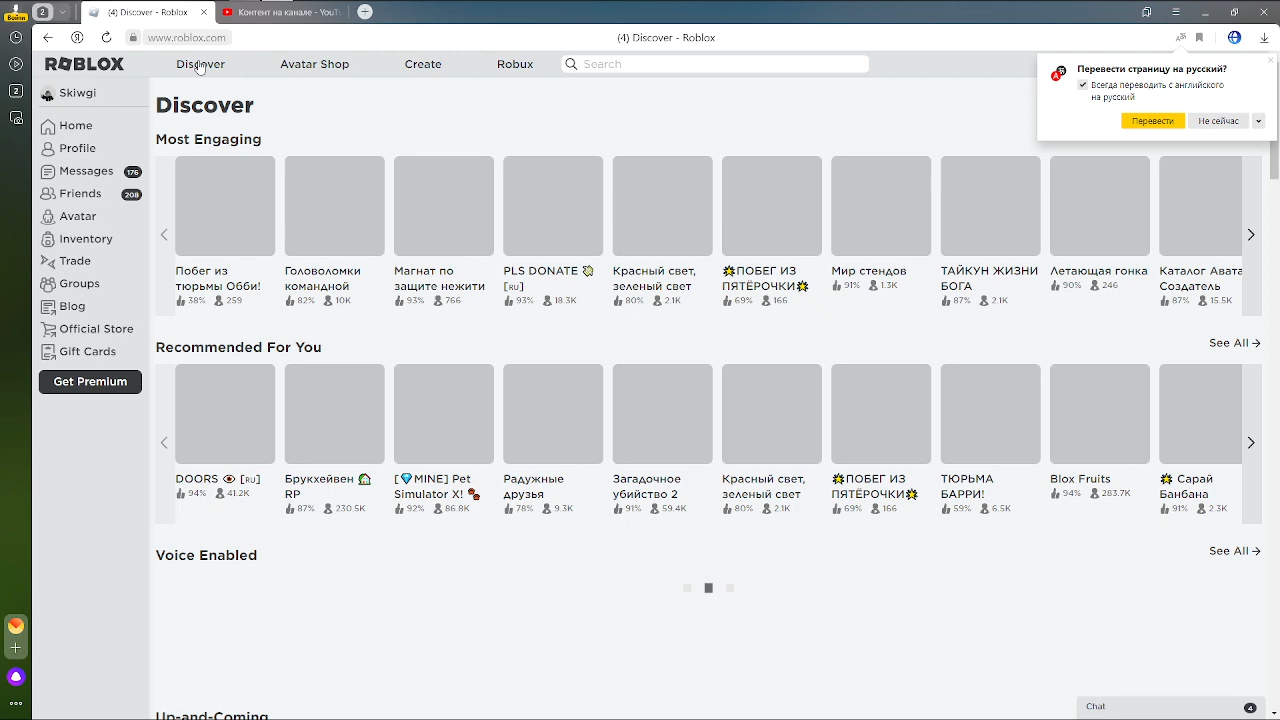 Войти
2
(4) Discover - Roblox
Контент на канале - YouTu
www.roblox.com
(4) Discover - Roblox
2
ROBLOX
Discover
Avatar Shop
Create
Robux
Search
Перевести страницу на русский?
Всегда переводить с английского
на русский
Перевести
Не сейчас
Skiwgi
Home
Profile
Messages 176
Friends 208
Avatar
Inventory
Trade
Groups
Blog
Official Store
Gift Cards
Get Premium
Discover
Most Engaging
Побег из
тюрьмы Обби!
38% 259
Головоломки
командной
82% 10K
Магнат по
защите нежити
93% 766
PLS DONATE
[RU]
93% 18.3K
Красный свет,
зеленый свет
80% 2.1K
ПОБЕГ ИЗ
ПЯТЁРОЧКИ
69% 166
Мир стендов
91% 1.3K
ТАЙКУН ЖИЗНИ
БОГА
87% 2.1K
Летающая гонка
90% 246
Каталог Авата
Создатель
87% 15.5K
Recommended For You
See All →
DOORS 👁 [RU]
94% 41.2K
Брукхейвен
RP
87% 230.5K
[💎MINE] Pet
Simulator X!
92% 86.8K
Радужные
друзья
78% 9.3K
Загадочное
убийство 2
91% 59.4K
Красный свет,
зеленый свет
80% 2.1K
ПОБЕГ ИЗ
ПЯТЁРОЧКИ
69% 166
ТЮРЬМА
БАРРИ!
59% 6.5K
Blox Fruits
94% 283.7K
Сарай
Банбана
91% 2.3K
Voice Enabled
See All →
Up-and-Coming
Chat 4